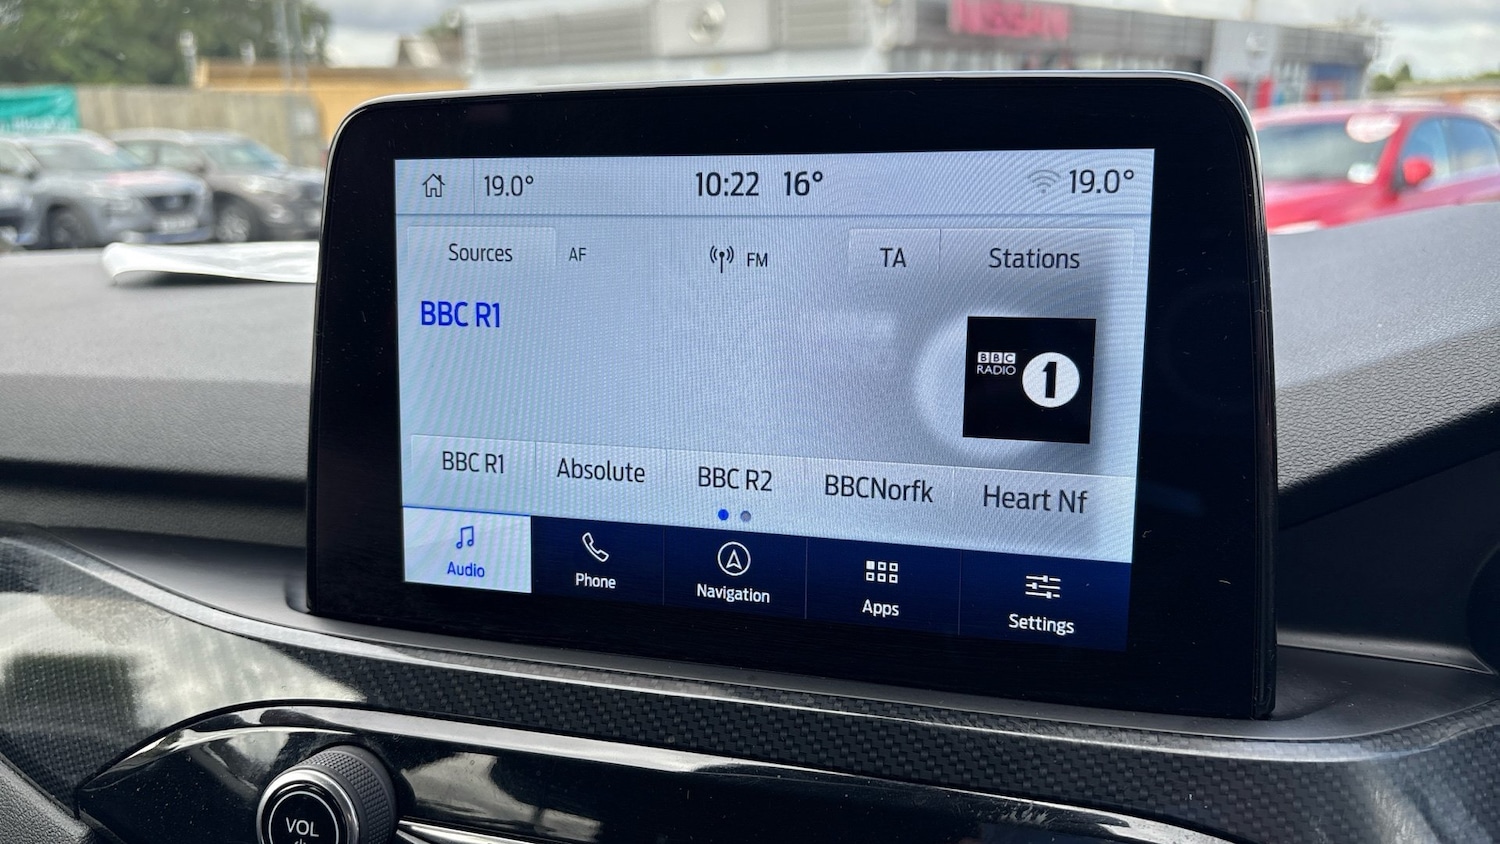 NISSAN
19.0°
10:22 16°
19.0°
Sources
AF
FM
TA
Stations
BBC R1
BBC
RADIO
1
BBC R1
Absolute
BBC R2
BBCNorfk
Heart Nf
Audio
Phone
Navigation
Apps
Settings
VOL